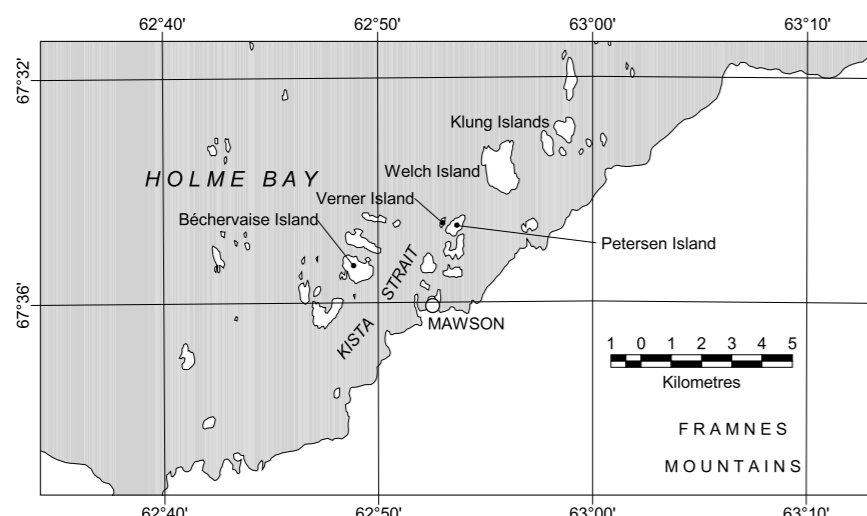 62°40'
62°50'
63°00'
63°10'
67°32'
Klung Islands
Welch Island
HOLME BAY
Verner Island
Béchervaise Island
Petersen Island
KISTA STRAIT
67°36'
MAWSON
1 0 1 2 3 4 5
Kilometres
FRAMNES
MOUNTAINS
62°40'
62°50'
63°00'
63°10'